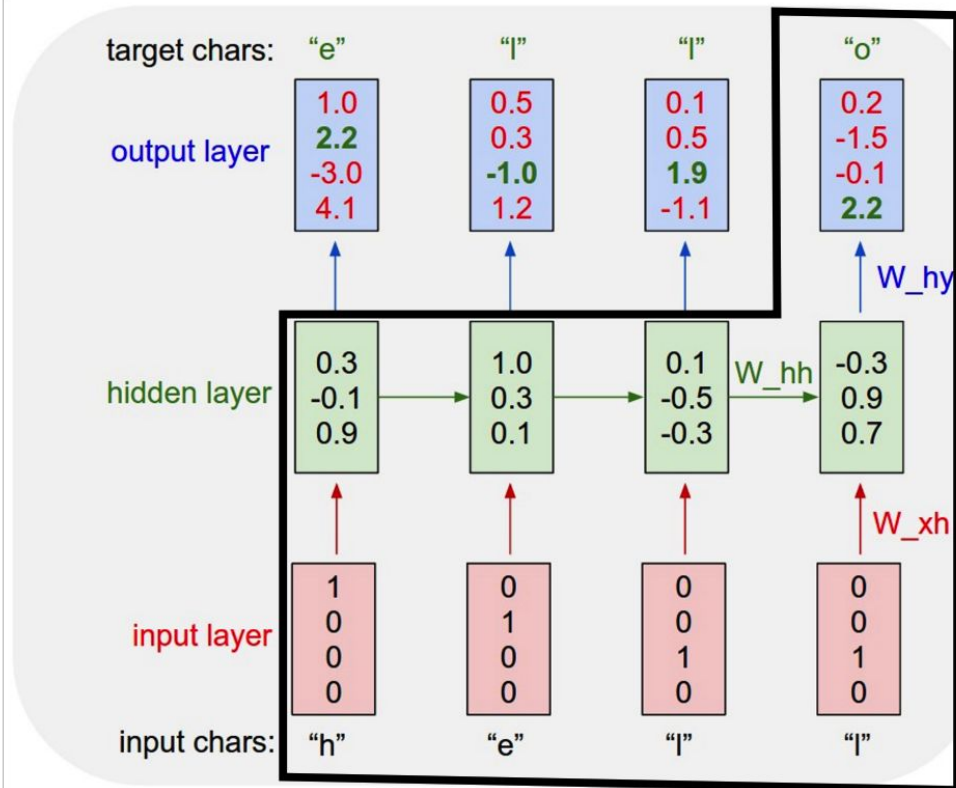 target chars: “e” “l” “l” “o”
1.0 0.5 0.1 0.2
2.2 0.3 0.5 -1.5
output layer
-3.0 -1.0 1.9 -0.1
4.1 1.2 -1.1 2.2
W_hy
0.3 1.0 0.1 -0.3
W_hh
hidden layer -0.1 0.3 -0.5 0.9
0.9 0.1 -0.3 0.7
W_xh
1 0 0 0
0 1 0 0
input layer
0 0 1 1
0 0 0 0
input chars: “h” “e” “l” “l”